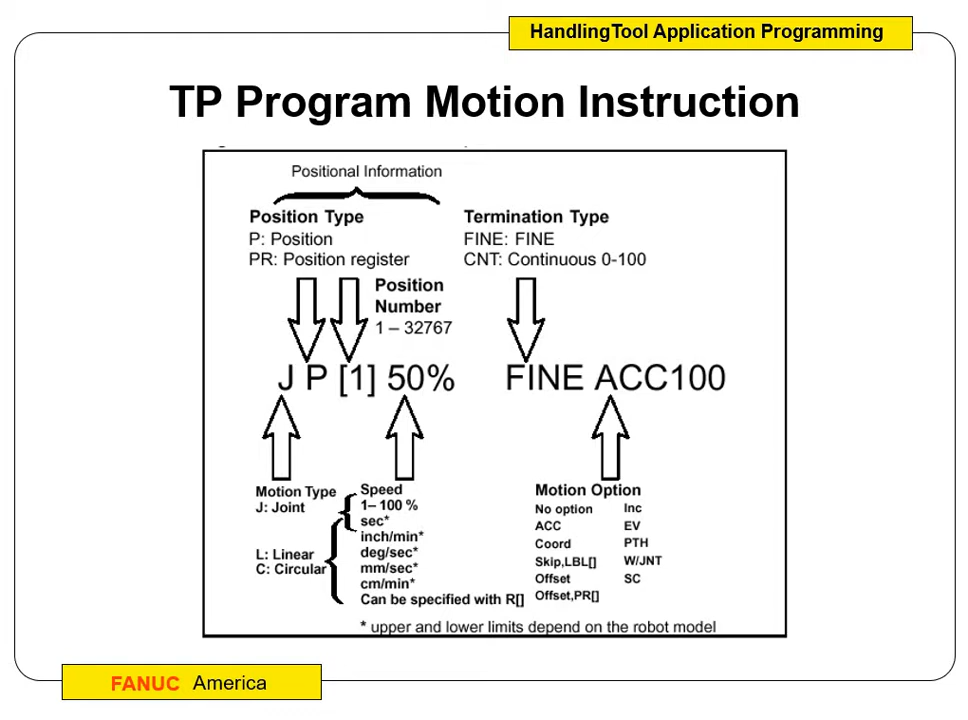 HandlingTool Application Programming
TP Program Motion Instruction
Positional Information
Position Type
P: Position
PR: Position register
Termination Type
FINE: FINE
CNT: Continuous 0-100
Position
Number
1 – 32767
J P [1] 50% FINE ACC100
Motion Type
J: Joint
L: Linear
C: Circular
Speed
1– 100 %
sec*
inch/min*
deg/sec*
mm/sec*
cm/min*
Can be specified with R[]
Motion Option
No option
ACC
Coord
Skip,LBL[]
Offset
Offset,PR[]
Inc
EV
PTH
W/JNT
SC
* upper and lower limits depend on the robot model
FANUC America